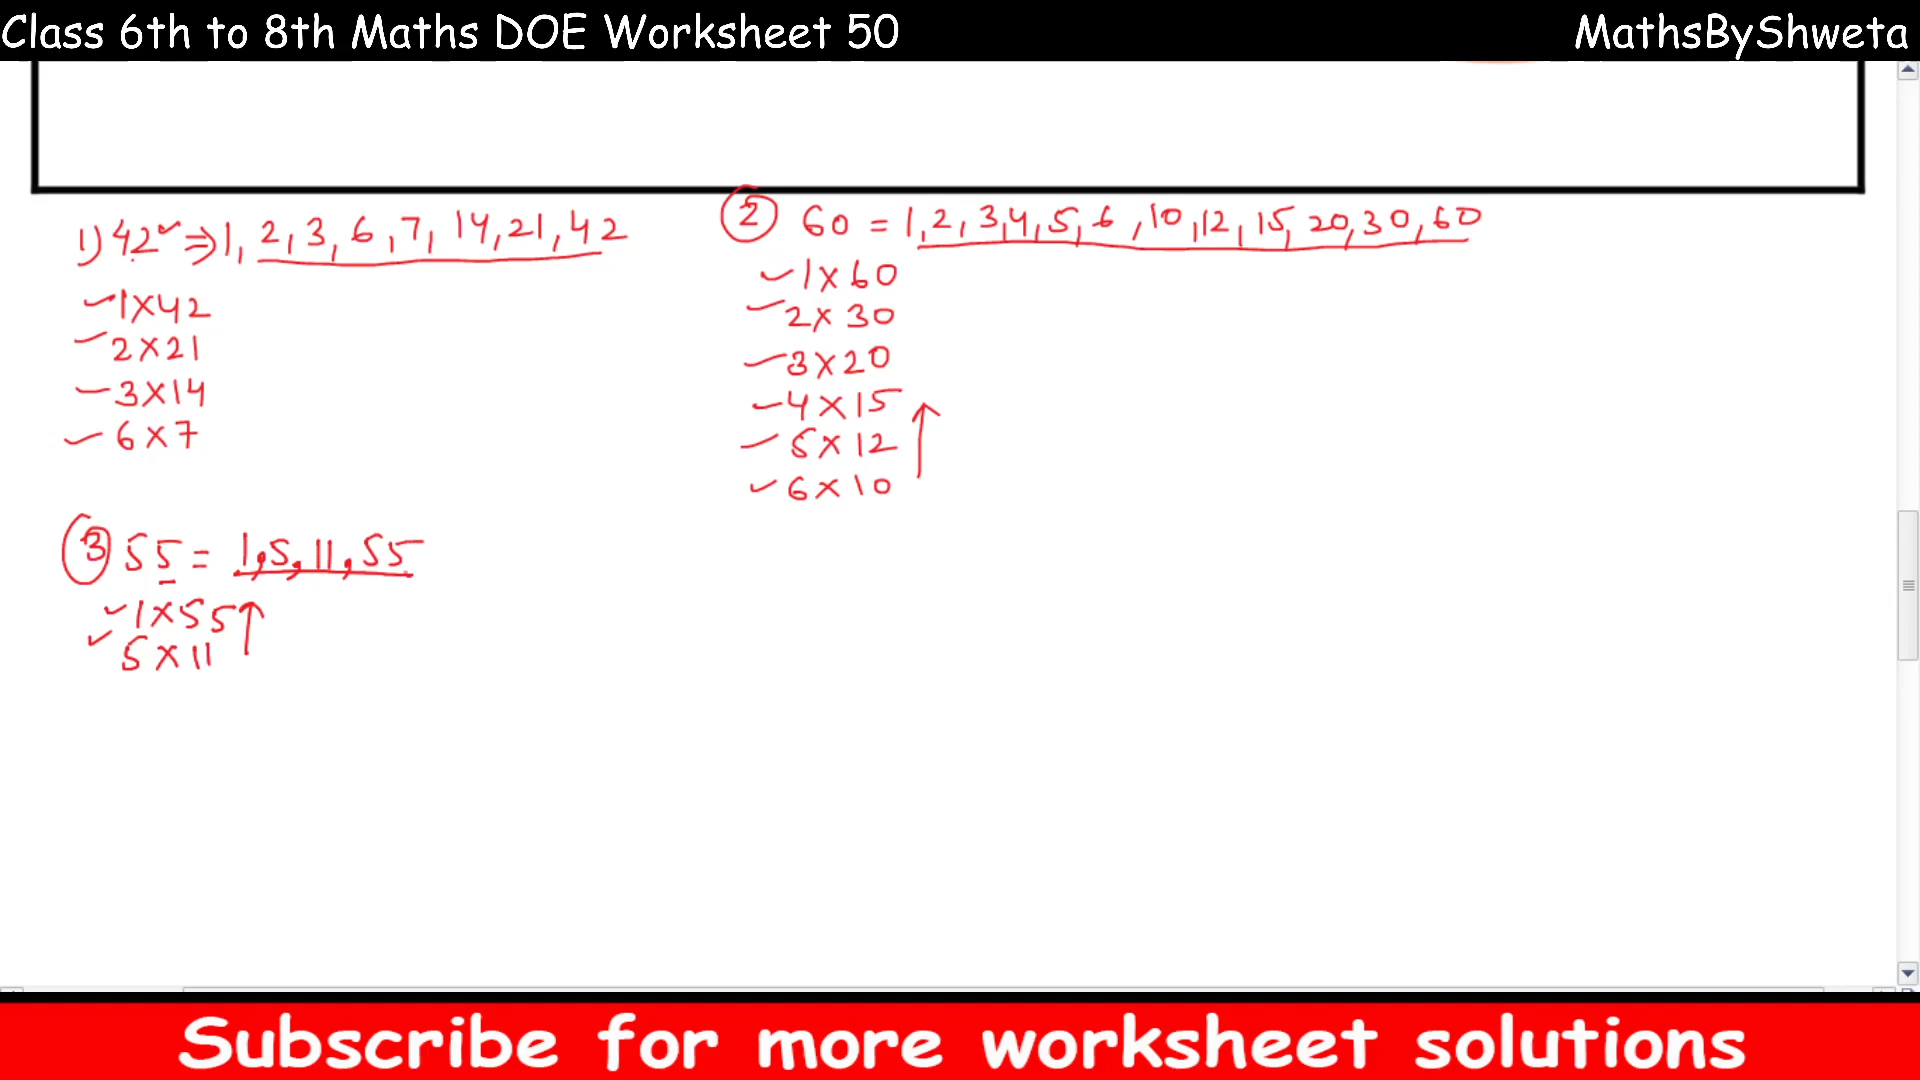 Class 6th to 8th Maths DOE Worksheet 50
MathsByShweta
1) 42 ⇒ 1, 2, 3, 6, 7, 14, 21, 42
1×42
2×21
3×14
6×7
2 60 = 1, 2, 3, 4, 5, 6, 10, 12, 15, 20, 30, 60
1×60
2×30
3×20
4×15
5×12
6×10
3 55 = 1, 5, 11, 55
1×55
5×11
Subscribe for more worksheet solutions